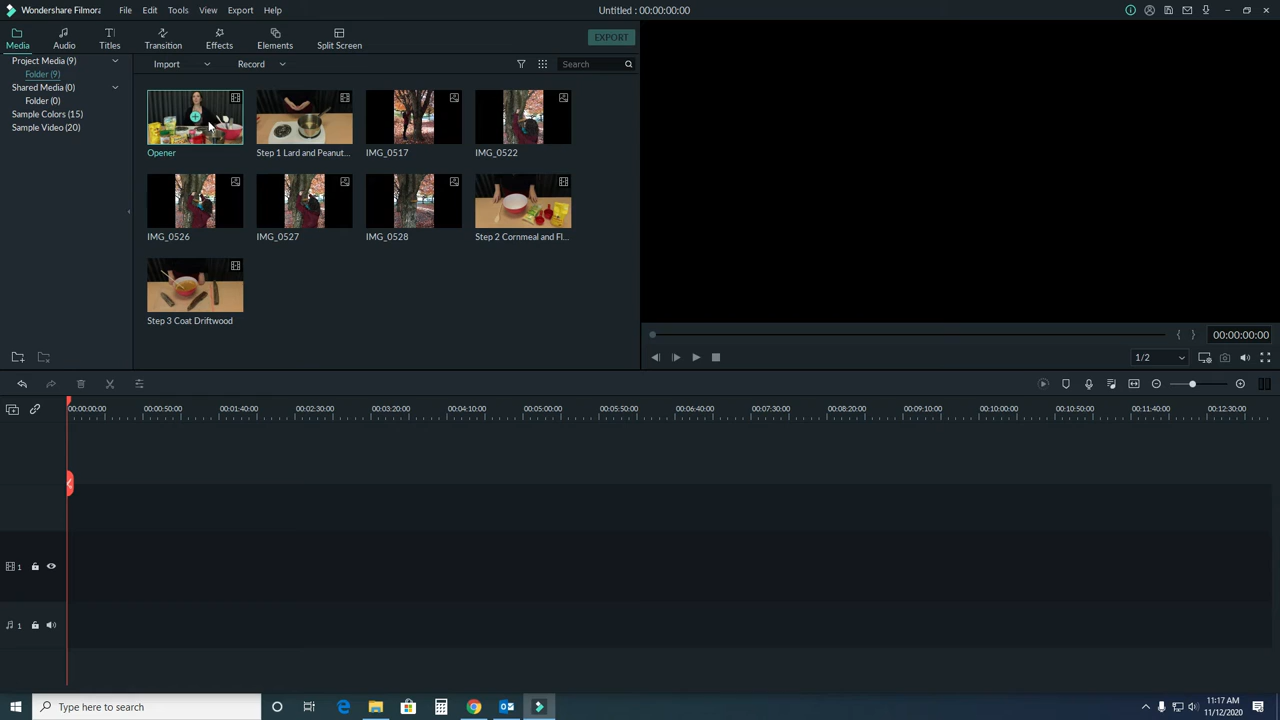 Wondershare Filmora File Edit Tools View Export Help Untitled : 00:00:00:00
Media Audio Titles Transition Effects Elements Split Screen EXPORT
Project Media (9)
Folder (9)
Shared Media (0)
Folder (0)
Sample Colors (15)
Sample Video (20)
Import Record Search
Opener Step 1 Lard and Peanut... IMG_0517 IMG_0522
IMG_0526 IMG_0527 IMG_0528 Step 2 Cornmeal and Fl...
Step 3 Coat Driftwood
{ } 00:00:00:00
1/2
00:00:00:00 00:00:50:00 00:01:40:00 00:02:30:00 00:03:20:00 00:04:10:00 00:05:00:00 00:05:50:00 00:06:40:00 00:07:30:00 00:08:20:00 00:09:10:00 00:10:00:00 00:10:50:00 00:11:40:00 00:12:30:00
1
1
Type here to search
11:17 AM
11/12/2020